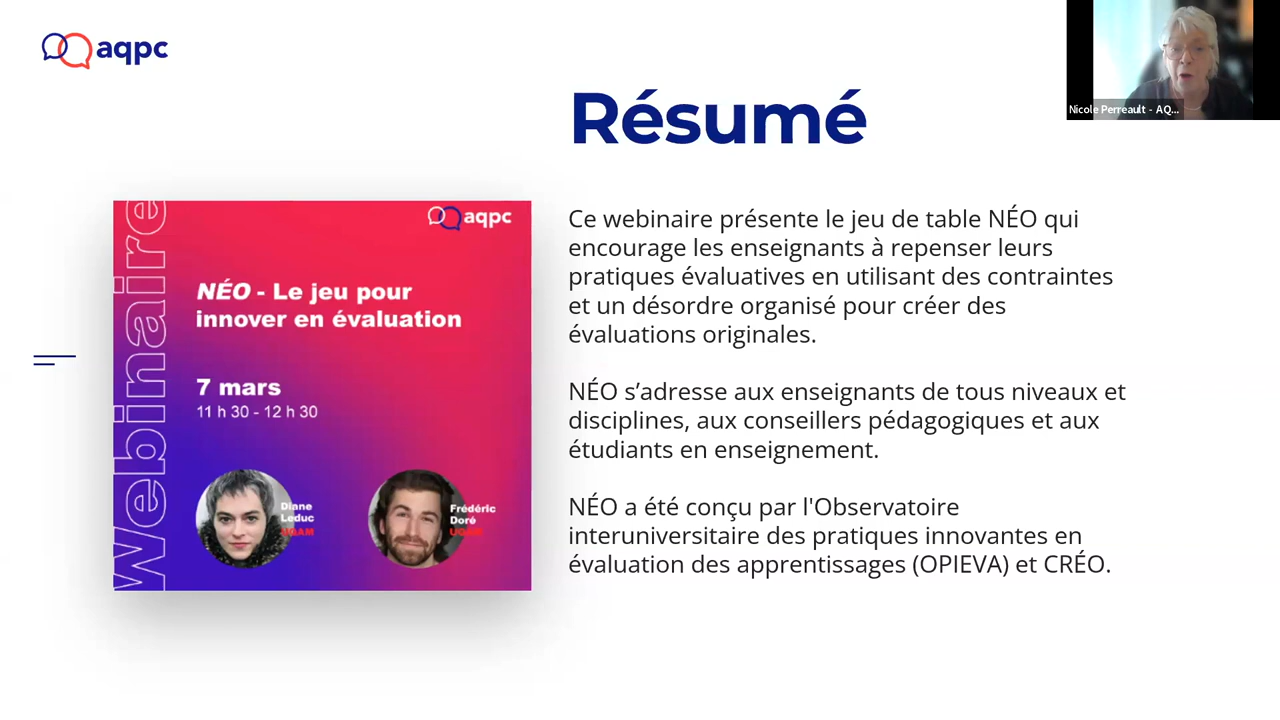 aqpc
Nicole Perreault - AQ...
Résumé
Webinaire
aqpc
NÉO - Le jeu pour
innover en évaluation
7 mars
11 h 30 - 12 h 30
Diane
Leduc
UQAM
Frédéric
Doré
Ce webinaire présente le jeu de table NÉO qui
encourage les enseignants à repenser leurs
pratiques évaluatives en utilisant des contraintes
et un désordre organisé pour créer des
évaluations originales.
NÉO s’adresse aux enseignants de tous niveaux et
disciplines, aux conseillers pédagogiques et aux
étudiants en enseignement.
NÉO a été conçu par l'Observatoire
interuniversitaire des pratiques innovantes en
évaluation des apprentissages (OPIEVA) et CRÉO.